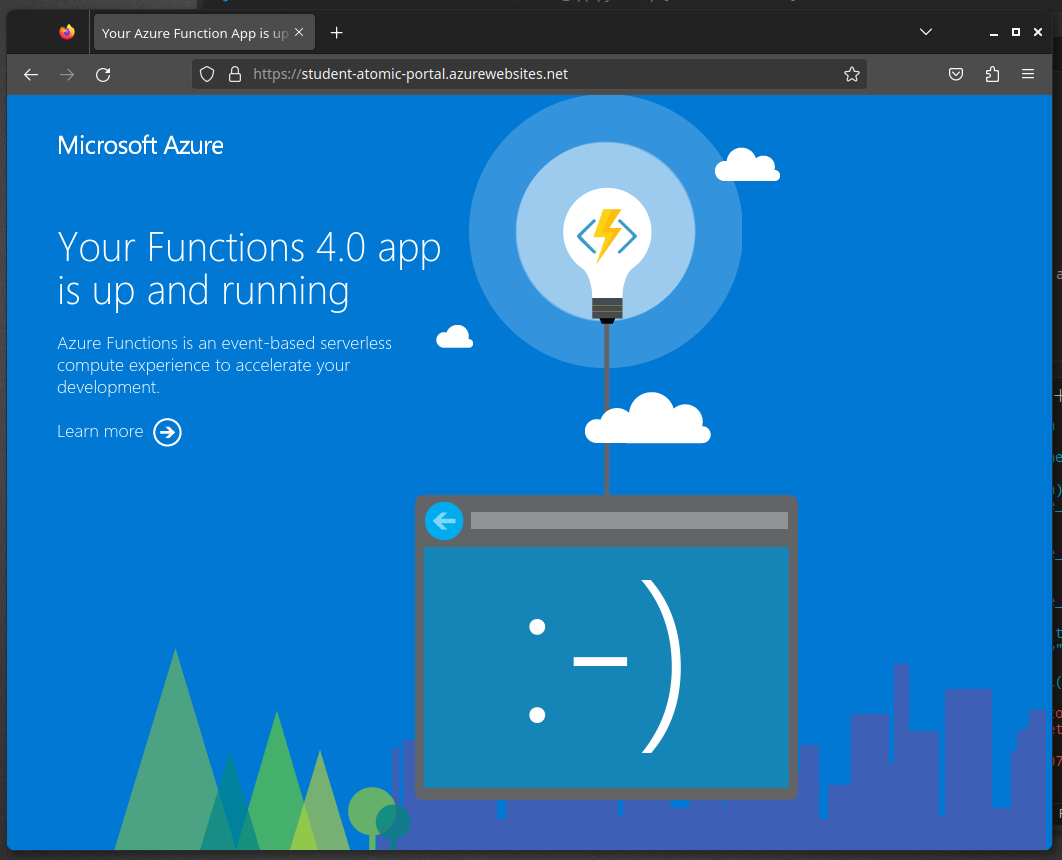 Your Azure Function App is up
https://student-atomic-portal.azurewebsites.net
Microsoft Azure
Your Functions 4.0 app
is up and running
Azure Functions is an event-based serverless
compute experience to accelerate your
development.
Learn more
:-)